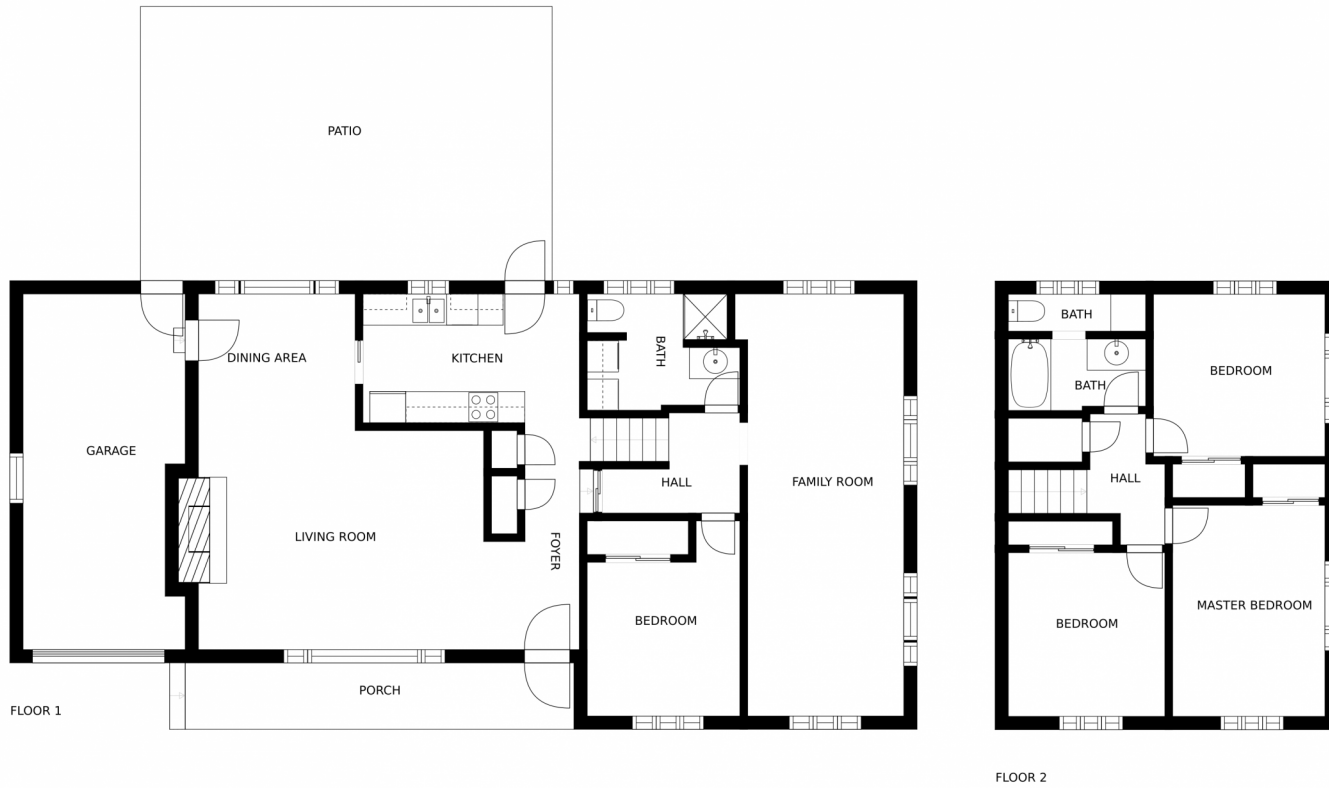 PATIO
BATH
DINING AREA
KITCHEN
BATH
BATH
BEDROOM
GARAGE
HALL
FAMILY ROOM
HALL
LIVING ROOM
FOYER
BEDROOM
MASTER BEDROOM
BEDROOM
PORCH
FLOOR 1
FLOOR 2